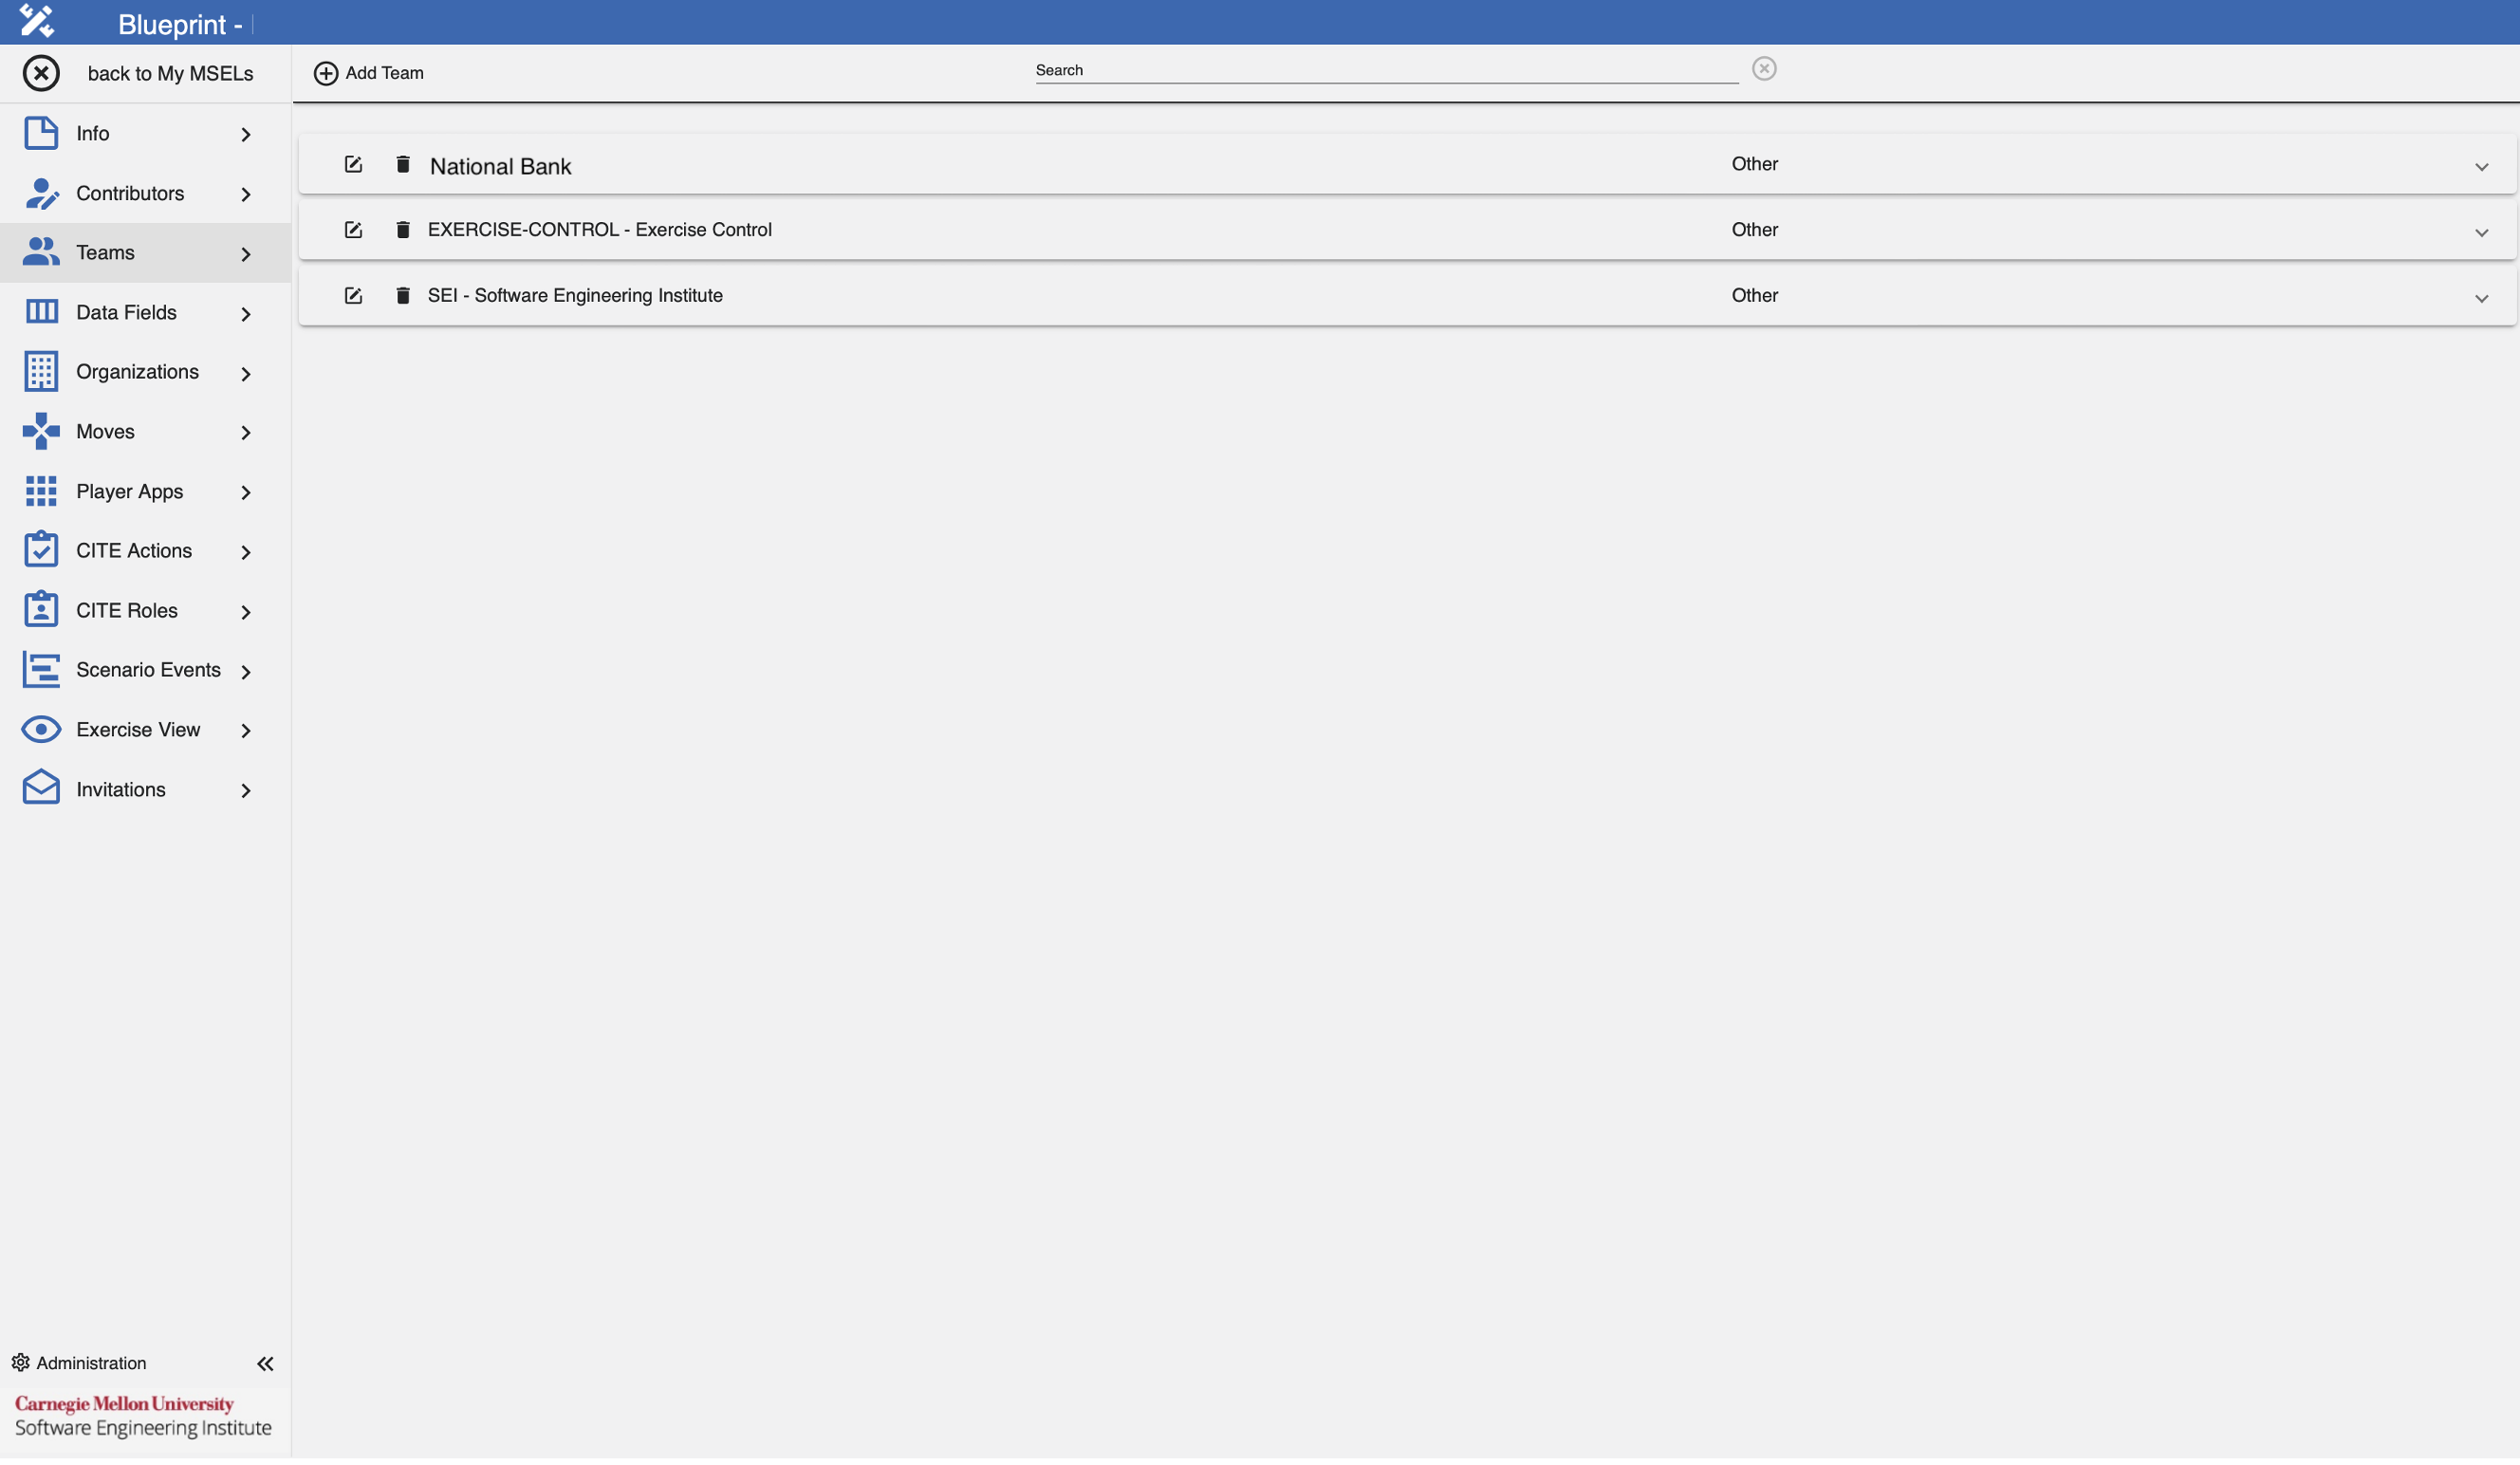 Blueprint -
back to My MSELs
Add Team
Search
Info
Contributors
Teams
Data Fields
Organizations
Moves
Player Apps
CITE Actions
CITE Roles
Scenario Events
Exercise View
Invitations
National Bank Other
EXERCISE-CONTROL - Exercise Control Other
SEI - Software Engineering Institute Other
Administration
Carnegie Mellon University
Software Engineering Institute